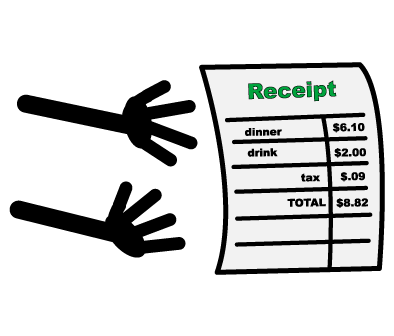 Receipt
dinner $6.10
drink $2.00
tax $.09
TOTAL $8.82